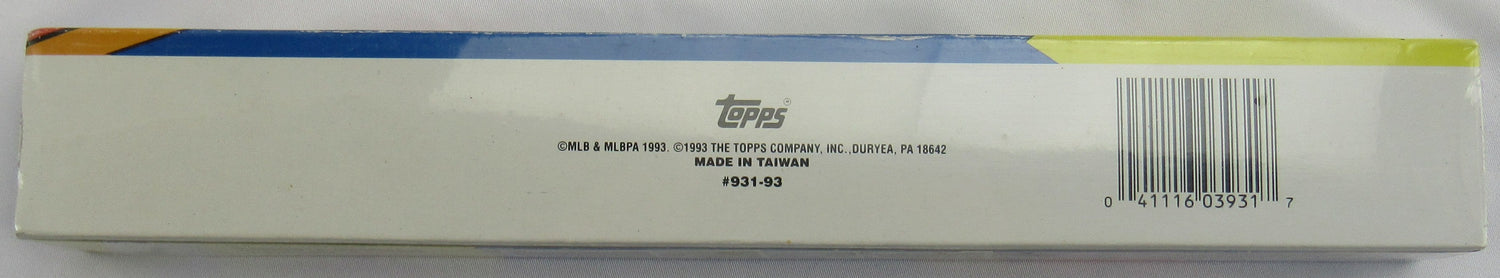 Topps®
©MLB & MLBPA 1993. ©1993 THE TOPPS COMPANY, INC.,DURYEA, PA 18642
MADE IN TAIWAN
#931-93
0 41116 03931 7